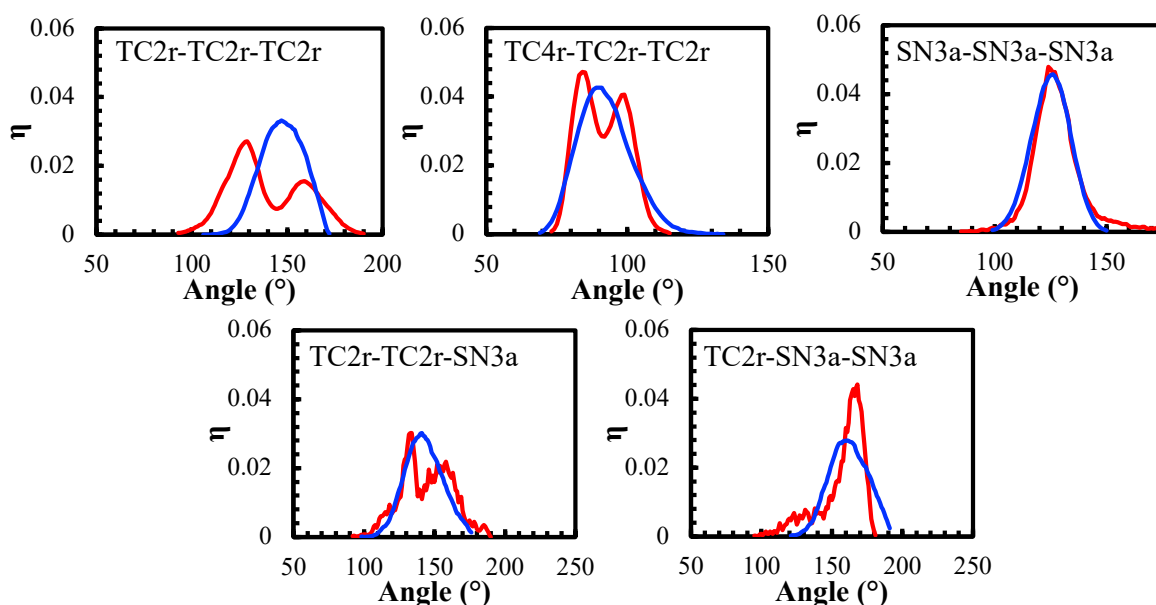 TC2r-TC2r-TC2r
0.06
0.04
0.02
0
η
50
100
150
200
Angle (°)
TC4r-TC2r-TC2r
0.06
0.04
0.02
0
η
50
100
150
Angle (°)
SN3a-SN3a-SN3a
0.06
0.04
0.02
0
η
50
100
150
Angle (°)
TC2r-TC2r-SN3a
0.06
0.04
0.02
0
η
50
100
150
200
250
Angle (°)
TC2r-SN3a-SN3a
0.06
0.04
0.02
0
η
50
100
150
200
250
Angle (°)